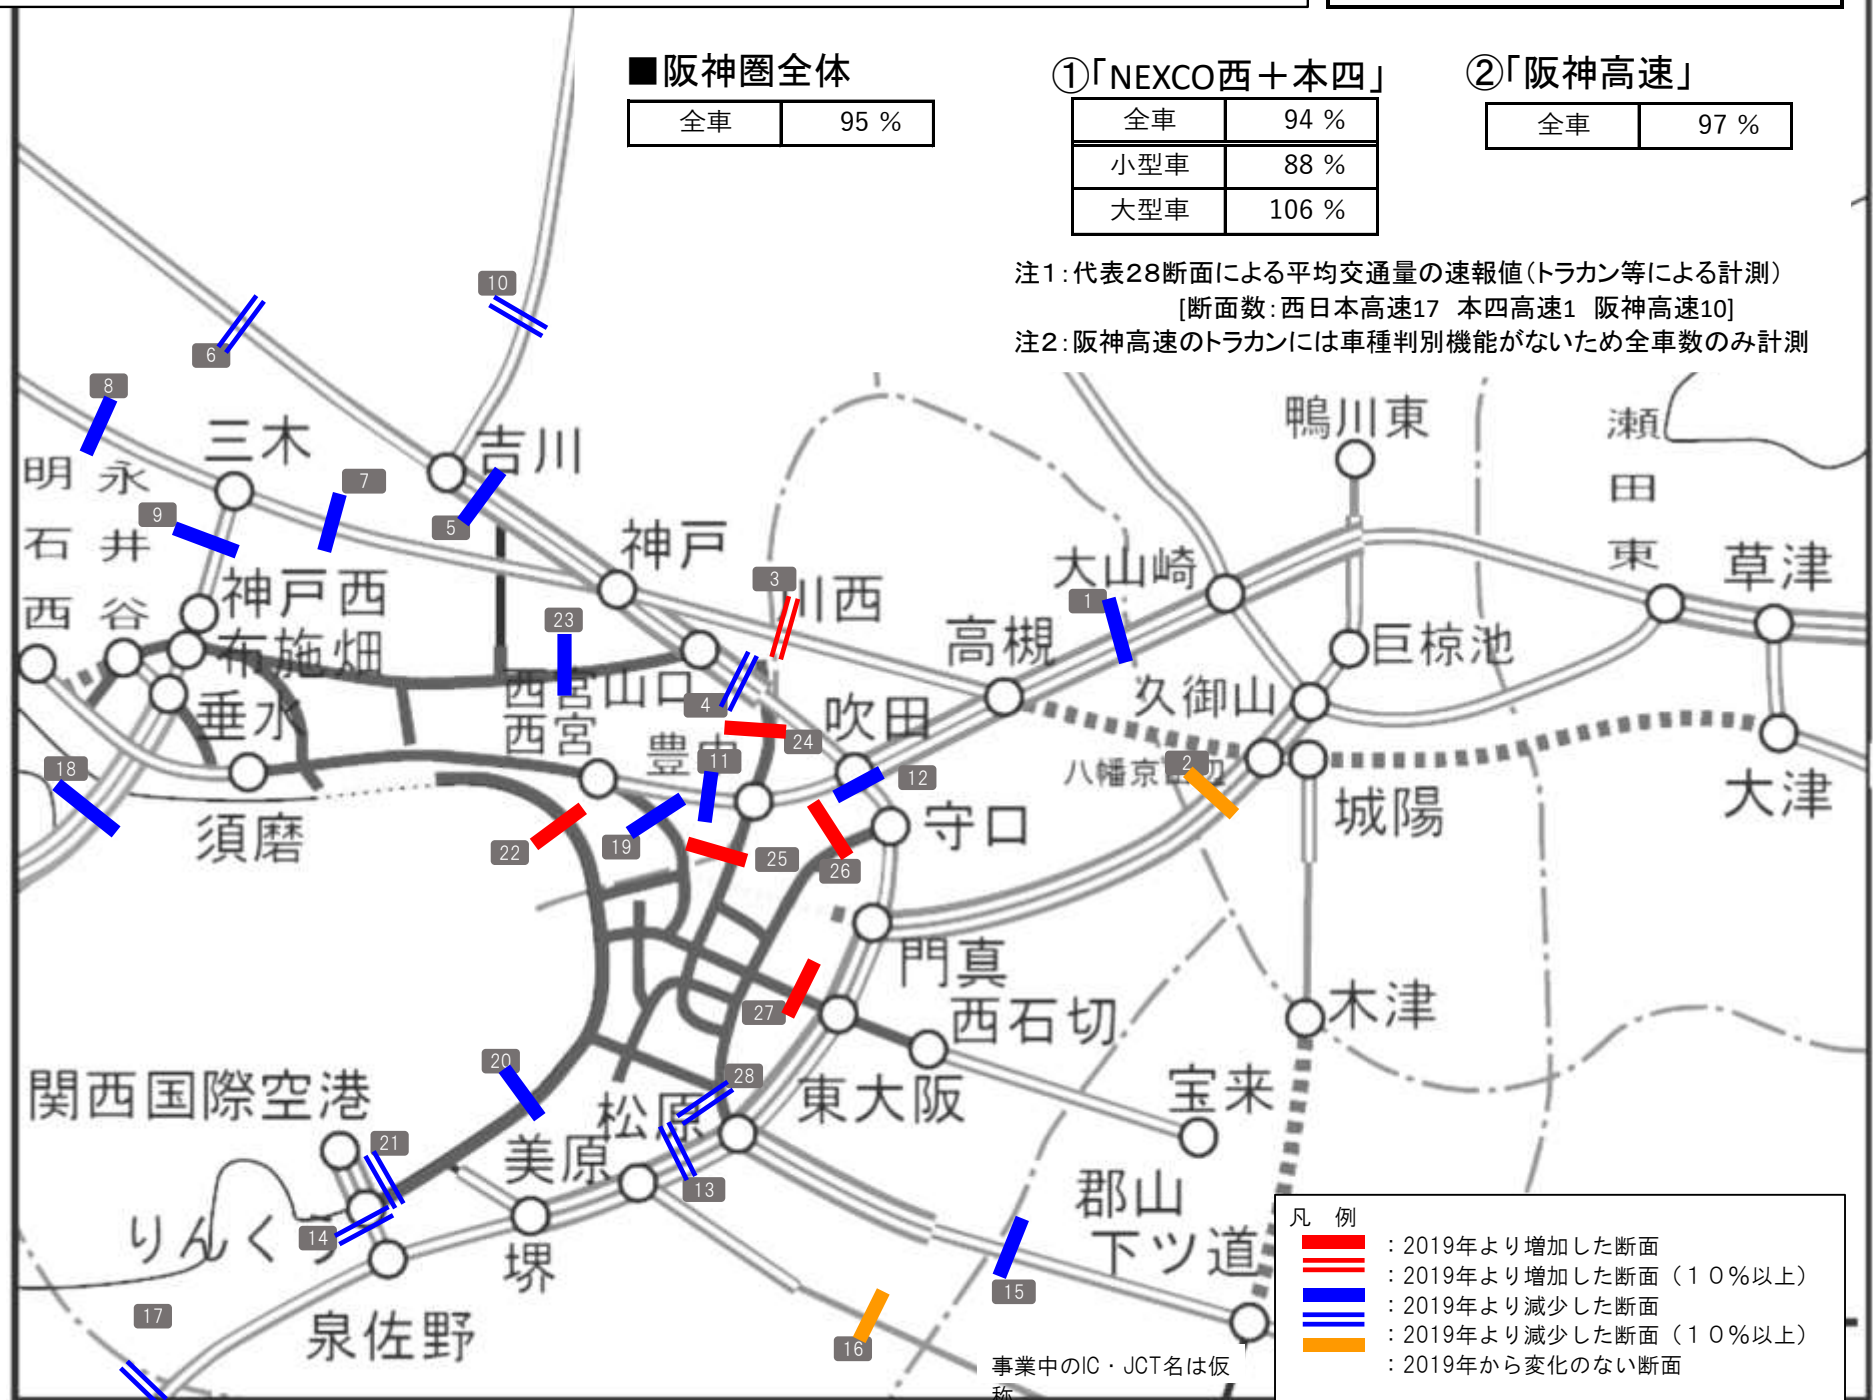 ■阪神圏全体
全車 95 %
①「NEXCO西＋本四」
全車 94 %
小型車 88 %
大型車 106 %
②「阪神高速」
全車 97 %
注1：代表28断面による平均交通量の速報値（トラカン等による計測）
[断面数：西日本高速17 本四高速1 阪神高速10]
注2：阪神高速のトラカンには車種判別機能がないため全車数のみ計測
10
6
8
三木
吉川
鴨川東
瀬田東
明石西
永井谷
7
9
5
神戸
大山崎
草津
神戸西
布施畑
3
川西
1
23
高槻
巨椋池
西宮山口
4
久御山
垂水
西宮
吹田
24
豊中
11
12
2
八幡京田辺
18
大津
城陽
須磨
守口
22
19
25
26
門真
27
西石切
木津
20
28
関西国際空港
松原
東大阪
宝来
21
美原
13
郡山
りんくう
14
下ツ道
堺
15
17
泉佐野
16
事業中のIC・JCT名は仮
称
凡 例
：2019年より増加した断面
：2019年より増加した断面（１０％以上）
：2019年より減少した断面
：2019年より減少した断面（１０％以上）
：2019年から変化のない断面